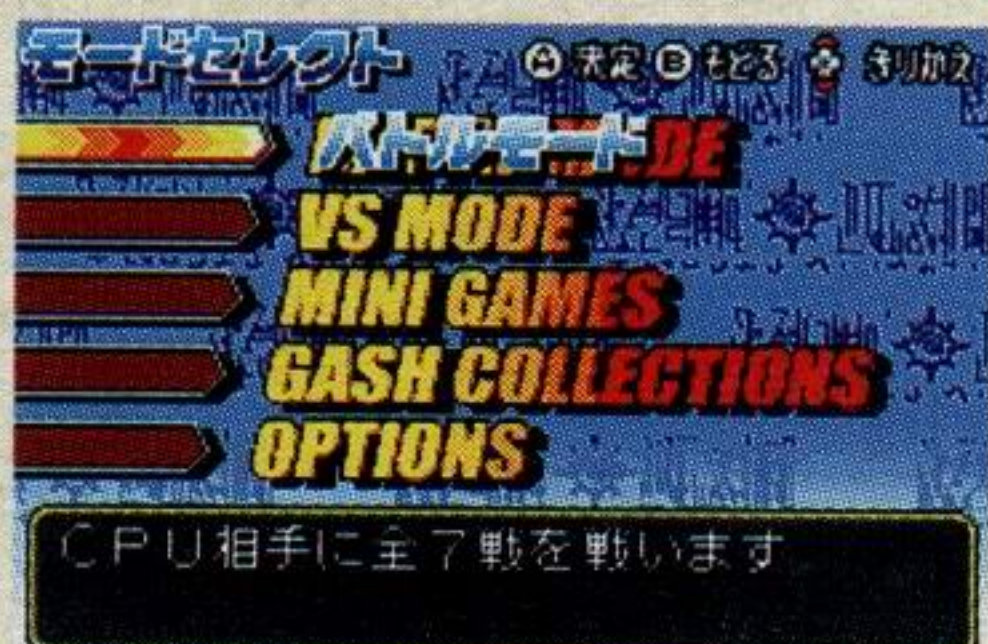 モードセレクト Ⓐ決定 Ⓑもどる きりかえ
バトルモード DE
VS MODE
MINI GAMES
GASH COLLECTIONS
OPTIONS
CPU相手に全7戦を戦います